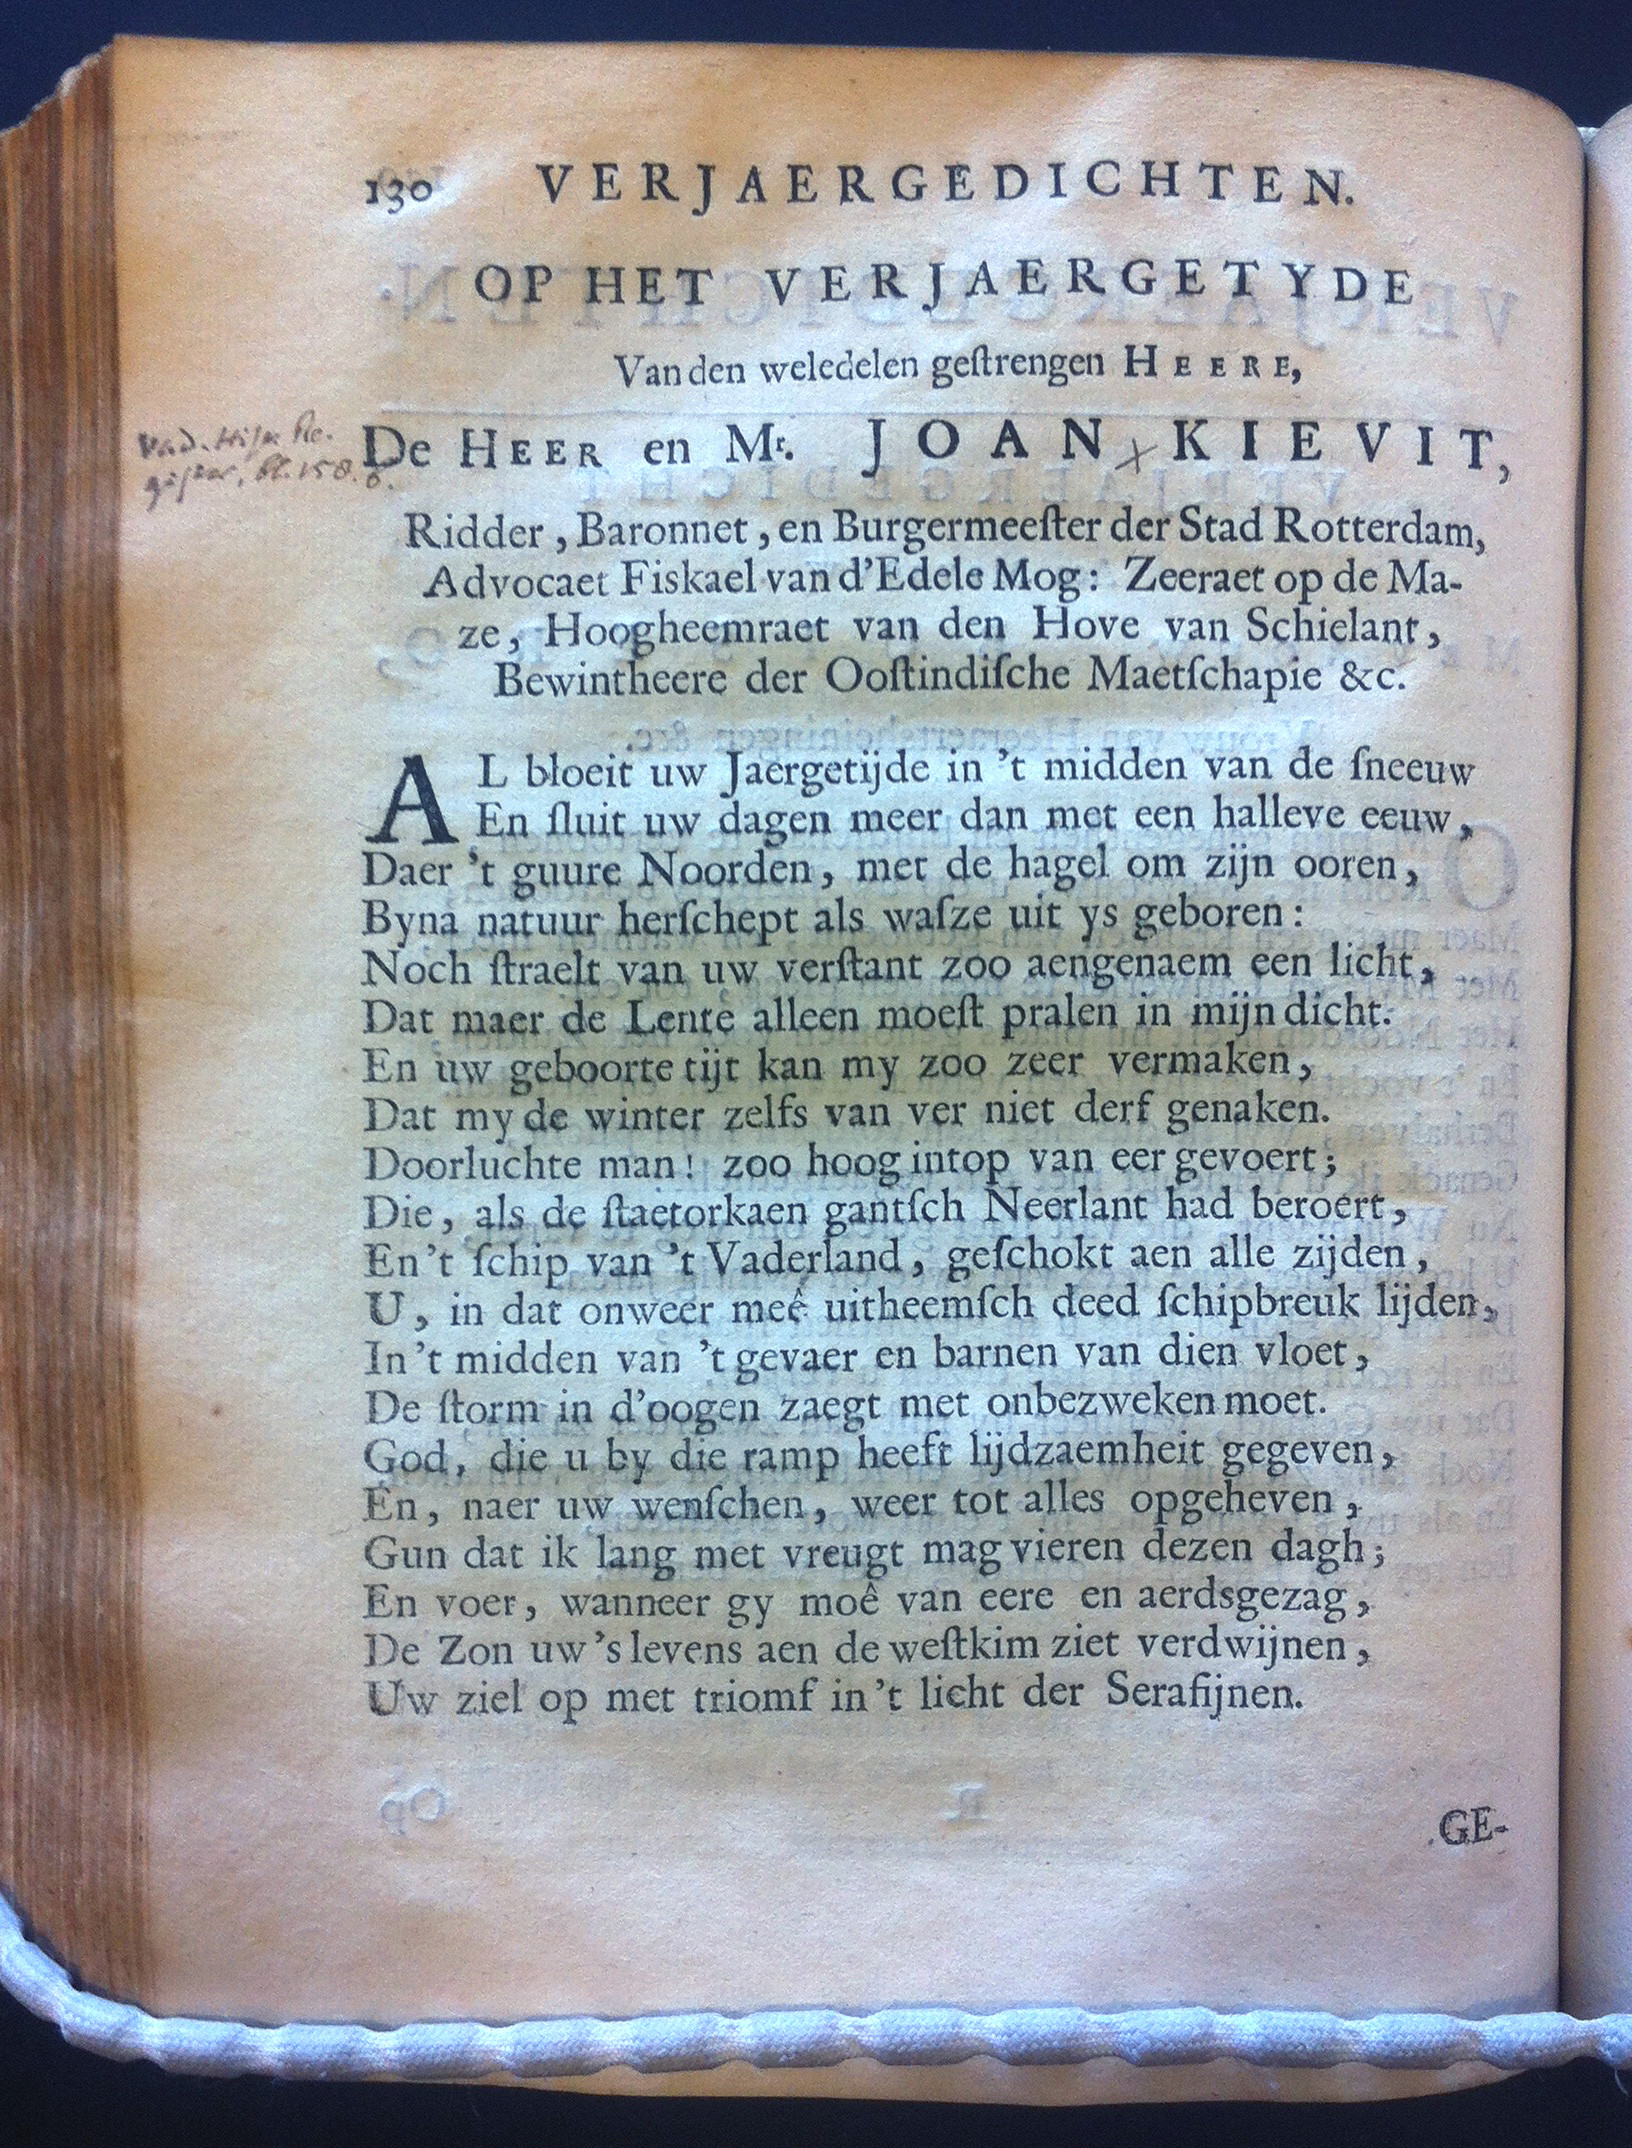 130 VERJAERGEDICHTEN.
OP HET VERJAERGETYDE
Van den weledelen geſtrengen HEERE,
De HEER en Mr. JOAN KIEVIT,
Ridder, Baronnet, en Burgermeeſter der Stad Rotterdam,
Advocaet Fiskael van d'Edele Mog: Zeeraet op de Ma-
ze, Hoogheemraet van den Hove van Schielant,
Bewintheere der Ooſtindiſche Maetſchapie &c.
AL bloeit uw Jaergetijde in 't midden van de ſneeuw
En ſluit uw dagen meer dan met een halleve eeuw,
Daer 't guure Noorden, met de hagel om zijn ooren,
Byna natuur herſchept als waſze uit ys geboren:
Noch ſtraelt van uw verſtant zoo aengenaem een licht,
Dat maer de Lente alleen moeſt pralen in mijn dicht.
En uw geboorte tijt kan my zoo zeer vermaken,
Dat my de winter zelfs van ver niet derf genaken.
Doorluchte man! zoo hoog intop van eer gevoert;
Die, als de ſtaetorkaen gantſch Neerlant had beroert,
En 't ſchip van 't Vaderland, geſchokt aen alle zijden,
U, in dat onweer meê uitheemſch deed ſchipbreuk lijden,
In 't midden van 't gevaer en barnen van dien vloet,
De ſtorm in d'oogen zaegt met onbezweken moet.
God, die u by die ramp heeft lijdzaemheit gegeven,
En, naer uw wenſchen, weer tot alles opgeheven,
Gun dat ik lang met vreugt mag vieren dezen dagh;
En voer, wanneer gy moê van eere en aerdsgezag,
De Zon uw 's levens aen de weſtkim ziet verdwijnen,
Uw ziel op met triomf in 't licht der Serafijnen.
GE-